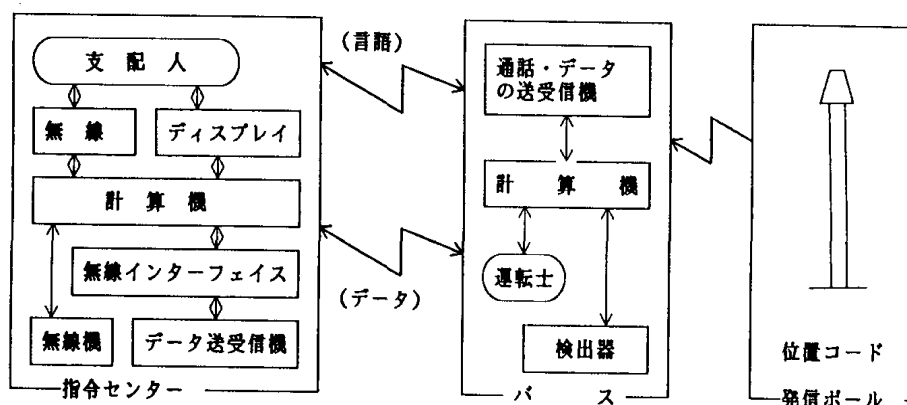 支配人
無線
ディスプレイ
計算機
無線インターフェイス
無線機
データ送受信機
指令センター
(言語)
(データ)
通話・データ
の送受信機
計算機
運転士
検出器
バス
位置コード
発信ポール